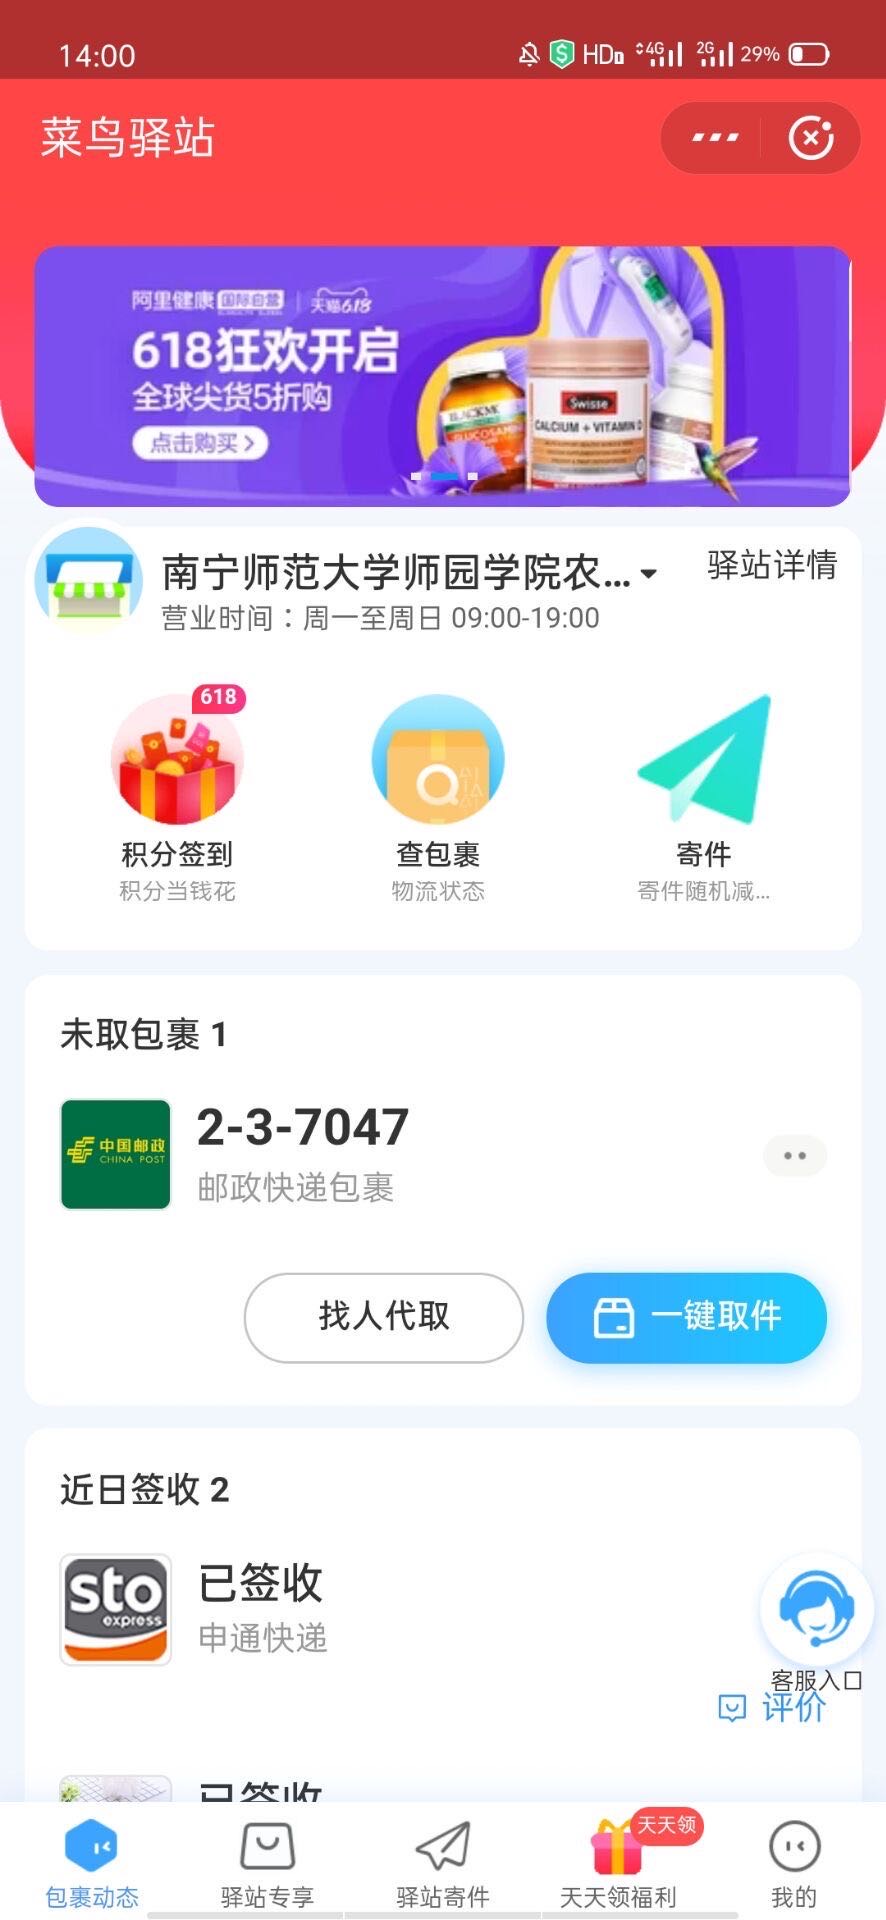 14:00
HD 4G 2G 29%
菜鸟驿站
阿里健康 国际自营 天猫6.18
618狂欢开启
全球尖货5折购
点击购买 >
BLACKM
GLUCOSAMI
Swisse
CALCIUM + VITAMIN D
南宁师范大学师园学院农...
驿站详情
营业时间：周一至周日 09:00-19:00
618
积分签到
积分当钱花
查包裹
物流状态
寄件
寄件随机减...
未取包裹 1
中国邮政
CHINA POST
2-3-7047
邮政快递包裹
找人代取
一键取件
近日签收 2
sto
express
已签收
申通快递
客服入口
评价
已签收
天天领
包裹动态
驿站专享
驿站寄件
天天领福利
我的